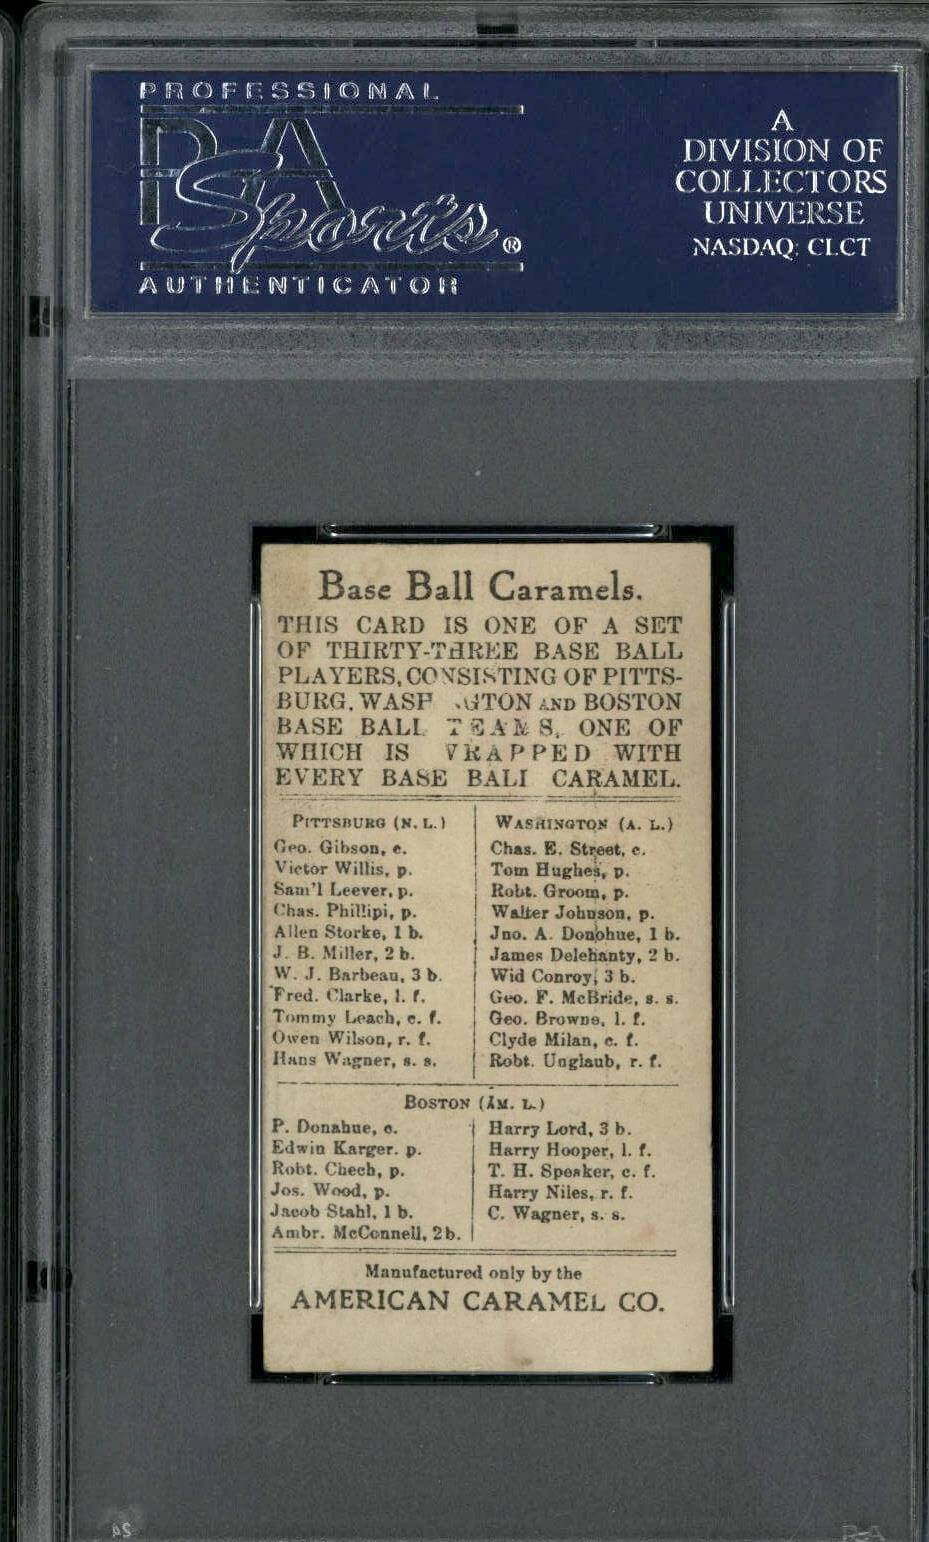 PROFESSIONAL
PSA
Sports®
AUTHENTICATOR
A
DIVISION OF
COLLECTORS
UNIVERSE
NASDAQ: CLCT
Base Ball Caramels.
THIS CARD IS ONE OF A SET
OF THIRTY-THREE BASE BALL
PLAYERS, CONSISTING OF PITTS-
BURG, WASHINGTON AND BOSTON
BASE BALL TEAMS, ONE OF
WHICH IS WRAPPED WITH
EVERY BASE BALL CARAMEL.
PITTSBURG (N. L.)
Geo. Gibson, c.
Victor Willis, p.
Sam'l Leever, p.
Chas. Phillipi, p.
Allen Storke, 1 b.
J. B. Miller, 2 b.
W. J. Barbeau, 3 b.
Fred. Clarke, l. f.
Tommy Leach, c. f.
Owen Wilson, r. f.
Hans Wagner, s. s.
WASHINGTON (A. L.)
Chas. E. Street, c.
Tom Hughes, p.
Robt. Groom, p.
Walter Johnson, p.
Jno. A. Donohue, 1 b.
James Delehanty, 2 b.
Wid Conroy, 3 b.
Geo. F. McBride, s. s.
Geo. Browne, l. f.
Clyde Milan, c. f.
Robt. Unglaub, r. f.
BOSTON (AM. L.)
P. Donahue, c.
Edwin Karger. p.
Robt. Chech, p.
Jos. Wood, p.
Jacob Stahl, 1 b.
Ambr. McConnell, 2 b.
Harry Lord, 3 b.
Harry Hooper, l. f.
T. H. Speaker, c. f.
Harry Niles, r. f.
C. Wagner, s. s.
Manufactured only by the
AMERICAN CARAMEL CO.